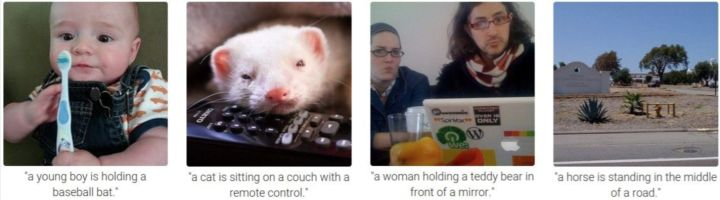 "a young boy is holding a
baseball bat."
"a cat is sitting on a couch with a
remote control."
"a woman holding a teddy bear in
front of a mirror."
"a horse is standing in the middle
of a road."